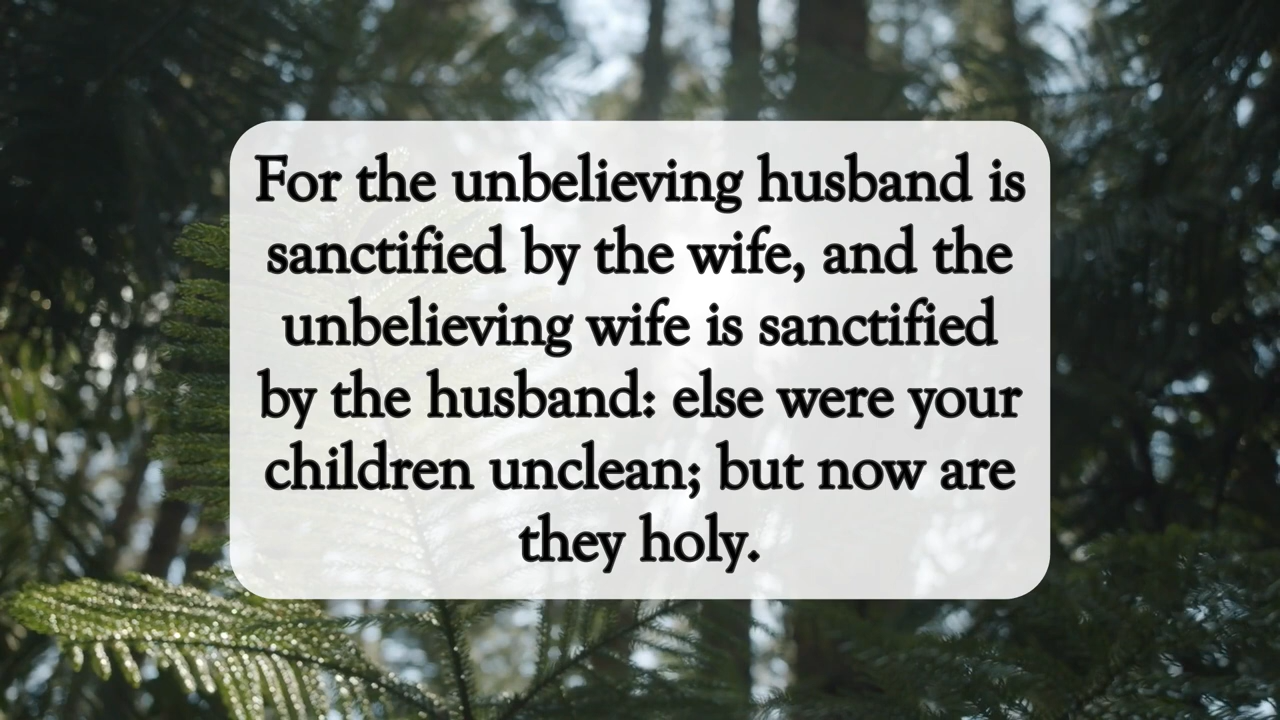 For the unbelieving husband is
sanctified by the wife, and the
unbelieving wife is sanctified
by the husband: else were your
children unclean; but now are
they holy.